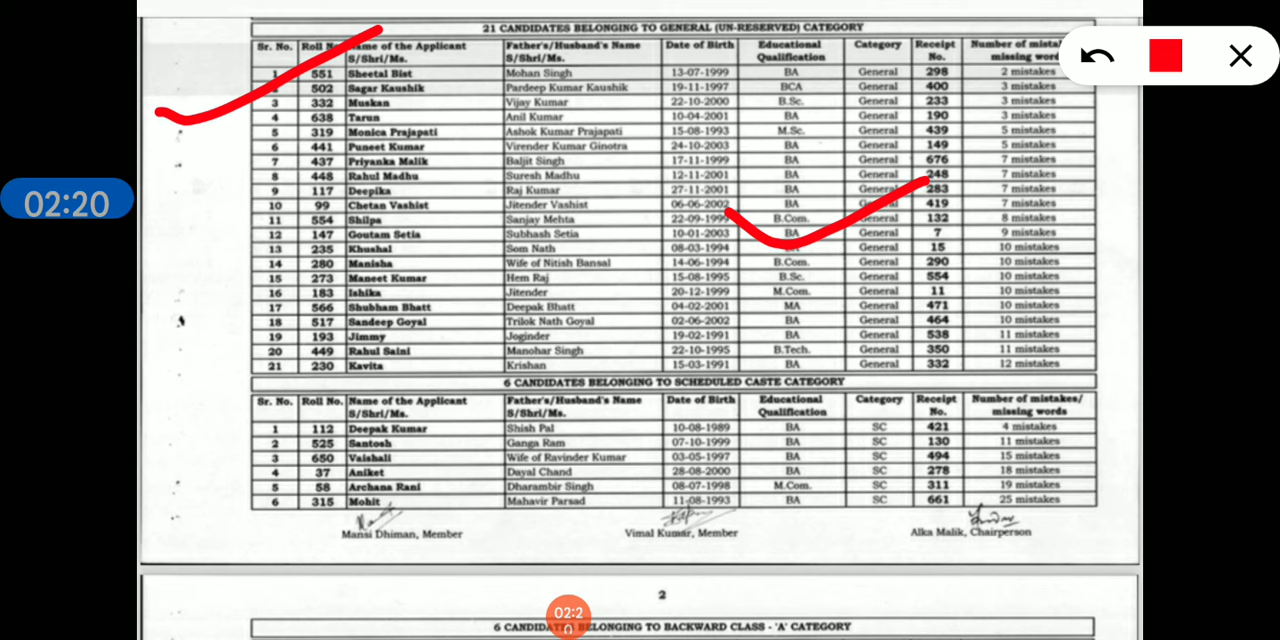 21 CANDIDATES BELONGING TO GENERAL (UN-RESERVED) CATEGORY
Sr. No. Roll No. Name of the Applicant S/Shri/Ms. Father's/Husband's Name S/Shri/Ms. Date of Birth Educational Qualification Category Receipt No. Number of missing
1 551 Sheetal Bist Mohan Singh 13-07-1999 BA General 298 2 mistakes
2 502 Sagar Kaushik Pardeep Kumar Kaushik 19-11-1997 BCA General 400 3 mistakes
3 332 Muskan Vijay Kumar 22-10-2000 B.Sc. General 233 3 mistakes
4 638 Tarun Anil Kumar 10-04-2001 BA General 190 3 mistakes
5 319 Monica Prajapati Ashok Kumar Prajapati 15-08-1993 M.Sc. General 439 5 mistakes
6 441 Puneet Kumar Virender Kumar Ginotra 24-10-2003 BA General 149 5 mistakes
7 437 Priyanka Malik Baljit Singh 17-11-1999 BA General 676 7 mistakes
8 448 Rahul Madhu Suresh Madhu 12-11-2001 BA General 248 7 mistakes
9 117 Deepika Raj Kumar 27-11-2001 BA General 283 7 mistakes
10 99 Chetan Vashist Jitender Vashist 06-06-2002 BA General 419 7 mistakes
11 554 Shilpa Sanjay Mehta 22-09-1999 B.Com. General 132 8 mistakes
12 147 Goutam Setia Subhash Setia 10-01-2003 BA General 7 9 mistakes
13 235 Khushal Som Nath 08-03-1994 General 15 10 mistakes
14 280 Manisha Wife of Nitish Bansal 14-06-1994 B.Com. General 290 10 mistakes
15 273 Maneet Kumar Hem Raj 15-08-1995 B.Sc. General 554 10 mistakes
16 183 Ishika Jitender 20-12-1999 M.Com. General 11 10 mistakes
17 566 Shubham Bhatt Deepak Bhatt 04-02-2001 MA General 471 10 mistakes
18 517 Sandeep Goyal Trilok Nath Goyal 02-06-2002 BA General 464 10 mistakes
19 193 Jimmy Joginder 19-02-1991 BA General 538 11 mistakes
20 449 Rahul Saini Manohar Singh 22-10-1995 B.Tech. General 350 11 mistakes
21 230 Kavita Krishan 15-03-1991 BA General 332 12 mistakes
6 CANDIDATES BELONGING TO SCHEDULED CASTE CATEGORY
Sr. No. Roll No. Name of the Applicant S/Shri/Ms. Father's/Husband's Name S/Shri/Ms. Date of Birth Educational Qualification Category Receipt No. Number of mistakes/ missing words
1 112 Deepak Kumar Shish Pal 10-08-1989 BA SC 421 4 mistakes
2 525 Santosh Ganga Ram 07-10-1999 BA SC 130 11 mistakes
3 650 Vaishali Wife of Ravinder Kumar 03-05-1997 BA SC 494 15 mistakes
4 37 Aniket Dayal Chand 28-08-2000 BA SC 278 18 mistakes
5 58 Archana Rani Dharambir Singh 08-07-1998 M.Com. SC 311 19 mistakes
6 315 Mohit Mahavir Parsad 11-08-1993 BA SC 661 25 mistakes
Mansi Dhiman, Member Vimal Kumar, Member Alka Malik, Chairperson
2
6 CANDIDATES BELONGING TO BACKWARD CLASS - 'A' CATEGORY
02:20
02:20